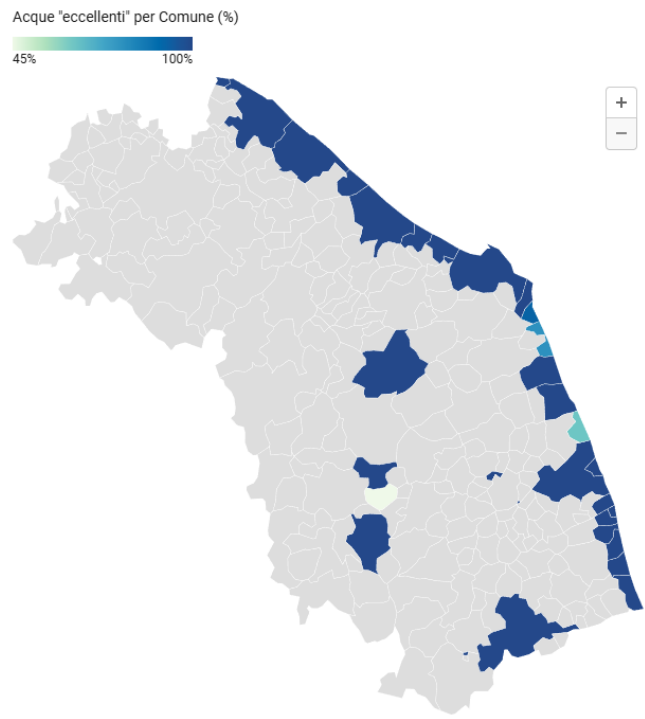 Acque "eccellenti" per Comune (%)
45% 100%
+
−